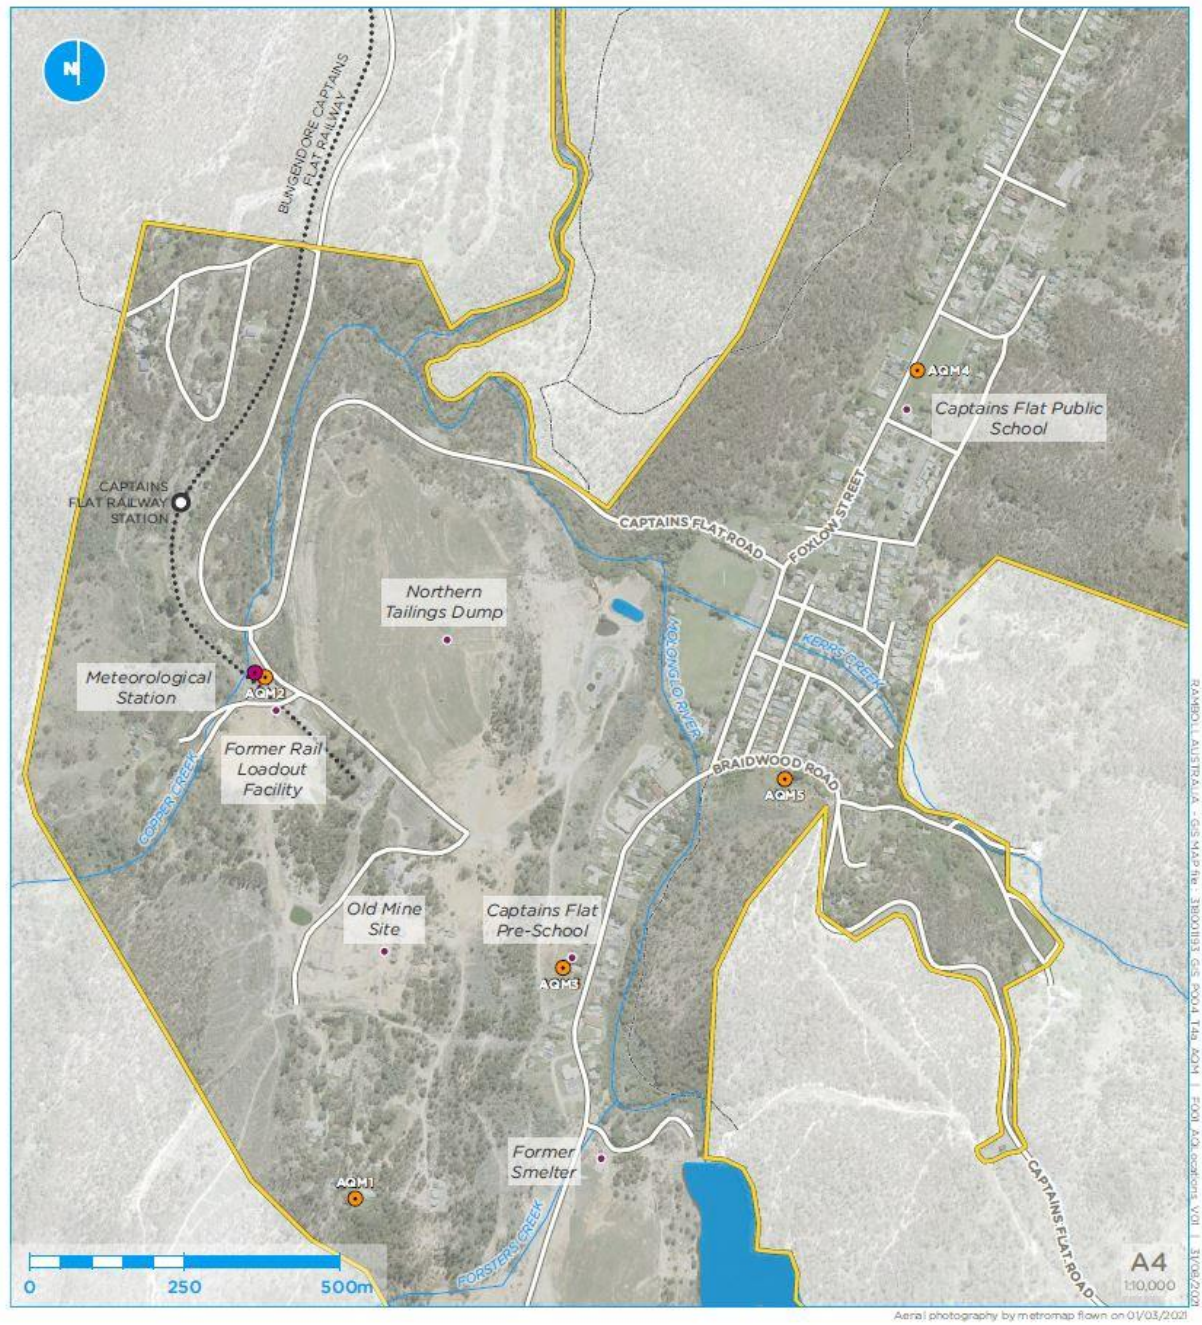 N
BUNGENDORE CAPTAINS
FLAT RAILWAY
AQM4
Captains Flat Public
School
CAPTAINS
FLAT RAILWAY
STATION
FOXLOW STREET
CAPTAINS FLAT ROAD
Northern
Tailings Dump
MOLONGLO RIVER
KERRS CREEK
Meteorological
Station
AQM2
Former Rail
Loadout
Facility
BRAIDWOOD ROAD
AQM5
COPPER CREEK
Old Mine
Site
Captains Flat
Pre-School
AQM3
Former
Smelter
AQM1
FORSTERS CREEK
CAPTAINS FLAT ROAD
0
250
500m
A4
1:10,000
Aerial photography by metromap flown on 01/03/2021